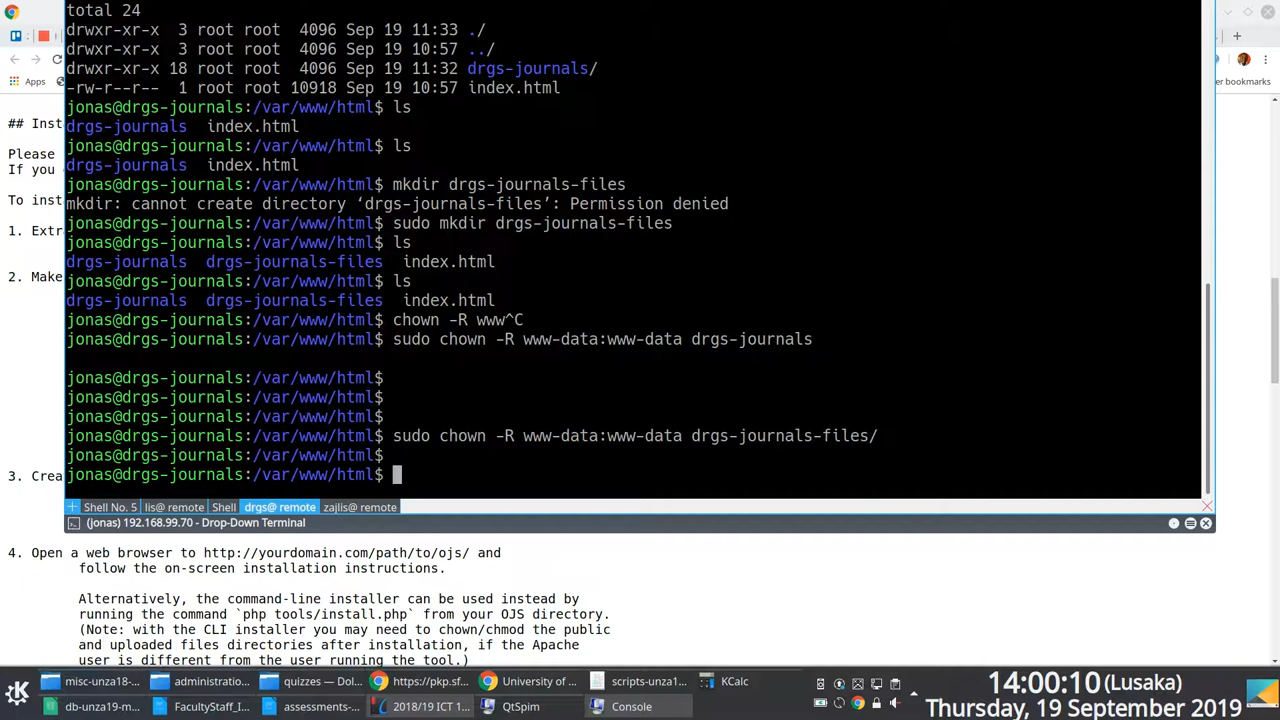 total 24
drwxr-xr-x  3 root root  4096 Sep 19 11:33 ./
drwxr-xr-x  3 root root  4096 Sep 19 10:57 ../
drwxr-xr-x 18 root root  4096 Sep 19 11:32 drgs-journals/
-rw-r--r--  1 root root 10918 Sep 19 10:57 index.html
jonas@drgs-journals:/var/www/html$ ls
drgs-journals  index.html
jonas@drgs-journals:/var/www/html$ ls
drgs-journals  index.html
jonas@drgs-journals:/var/www/html$ mkdir drgs-journals-files
mkdir: cannot create directory ‘drgs-journals-files’: Permission denied
jonas@drgs-journals:/var/www/html$ sudo mkdir drgs-journals-files
jonas@drgs-journals:/var/www/html$ ls
drgs-journals  drgs-journals-files  index.html
jonas@drgs-journals:/var/www/html$ ls
drgs-journals  drgs-journals-files  index.html
jonas@drgs-journals:/var/www/html$ chown -R www^C
jonas@drgs-journals:/var/www/html$ sudo chown -R www-data:www-data drgs-journals
jonas@drgs-journals:/var/www/html$
jonas@drgs-journals:/var/www/html$
jonas@drgs-journals:/var/www/html$
jonas@drgs-journals:/var/www/html$ sudo chown -R www-data:www-data drgs-journals-files/
jonas@drgs-journals:/var/www/html$
jonas@drgs-journals:/var/www/html$
Shell No. 5 lis@ remote Shell drgs@ remote zajlis@ remote
(jonas) 192.168.99.70 - Drop-Down Terminal
Apps
er bookmarks
## Inst
Please
If you
To inst
1. Extr
2. Make
3. Crea
4. Open a web browser to http://yourdomain.com/path/to/ojs/ and
follow the on-screen installation instructions.
Alternatively, the command-line installer can be used instead by
running the command `php tools/install.php` from your OJS directory.
(Note: with the CLI installer you may need to chown/chmod the public
and uploaded files directories after installation, if the Apache
user is different from the user running the tool.)
misc-unza18-... administratio... quizzes — Dol... https://pkp.sf... University of ... scripts-unza1... KCalc
db-unza19-m... FacultyStaff_I... assessments-... 2018/19 ICT 1... QtSpim Console
14:00:10 (Lusaka)
Thursday, 19 September 2019